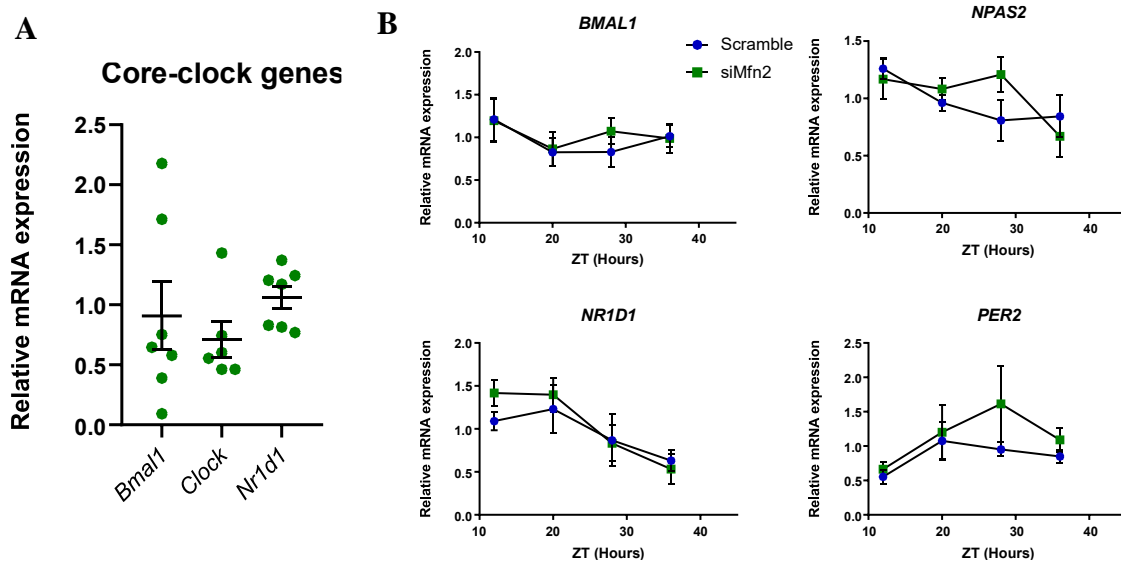 A
Core-clock genes
Relative mRNA expression
2.5
2.0
1.5
1.0
0.5
0.0
Bmal1
Clock
Nr1d1
B
BMAL1
Relative mRNA expression
2.0
1.5
1.0
0.5
0.0
10
20
30
40
ZT (Hours)
Scramble
siMfn2
NPAS2
Relative mRNA expression
1.5
1.0
0.5
0.0
10
20
30
40
ZT (Hours)
NR1D1
Relative mRNA expression
2.0
1.5
1.0
0.5
0.0
10
20
30
40
ZT (Hours)
PER2
Relative mRNA expression
2.5
2.0
1.5
1.0
0.5
0.0
10
20
30
40
ZT (Hours)